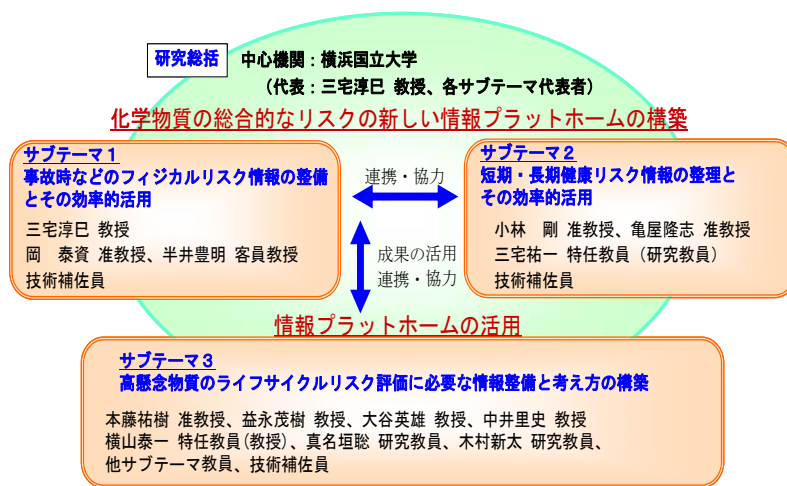 研究総括 中心機関：横浜国立大学
（代表：三宅淳巳 教授、各サブテーマ代表者）
化学物質の総合的なリスクの新しい情報プラットホームの構築
サブテーマ１
事故時などのフィジカルリスク情報の整備
とその効率的活用
三宅淳巳 教授
岡　泰資 准教授、半井豊明 客員教授
技術補佐員
連携・協力
サブテーマ２
短期・長期健康リスク情報の整理と
その効率的活用
小林　剛 准教授、亀屋隆志 准教授
三宅祐一 特任教員（研究教員）
技術補佐員
成果の活用
連携・協力
情報プラットホームの活用
サブテーマ３
高懸念物質のライフサイクルリスク評価に必要な情報整備と考え方の構築
本藤祐樹 准教授、益永茂樹 教授、大谷英雄 教授、中井里史 教授
横山泰一 特任教員(教授)、真名垣聡 研究教員、木村新太 研究教員、
他サブテーマ教員、技術補佐員